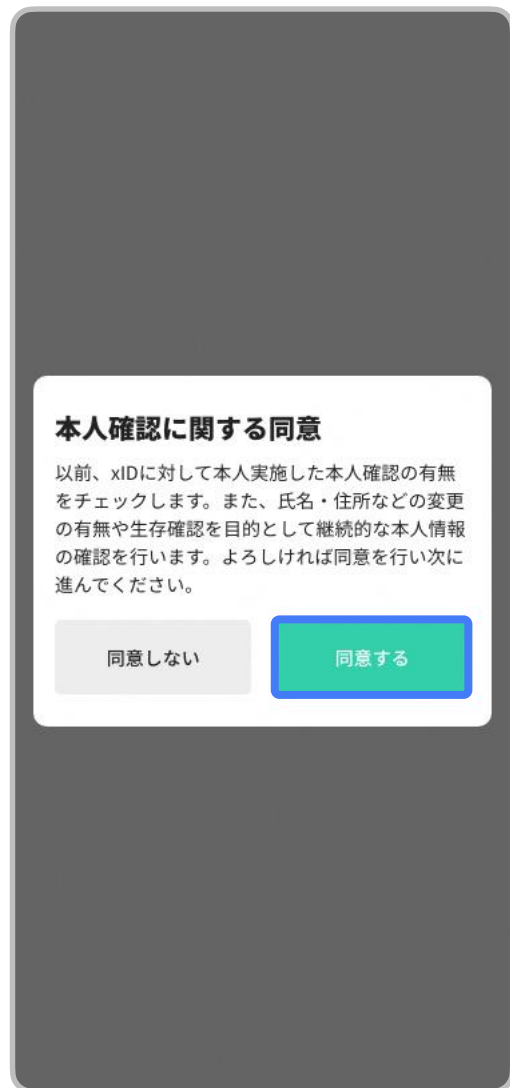 本人確認に関する同意
以前、xIDに対して本人実施した本人確認の有無
をチェックします。また、氏名・住所などの変更
の有無や生存確認を目的として継続的な本人情報
の確認を行います。よろしければ同意を行い次に
進んでください。
同意しない
同意する